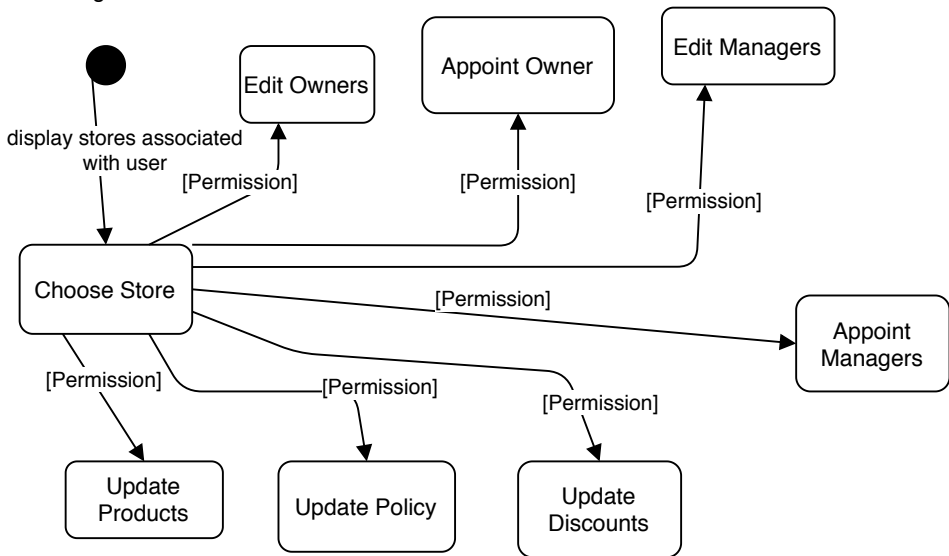 Edit Owners
Appoint Owner
Edit Managers
display stores associated
with user
[Permission]
[Permission]
[Permission]
Choose Store
[Permission]
Appoint
Managers
[Permission]
[Permission]
[Permission]
Update
Products
Update Policy
Update
Discounts